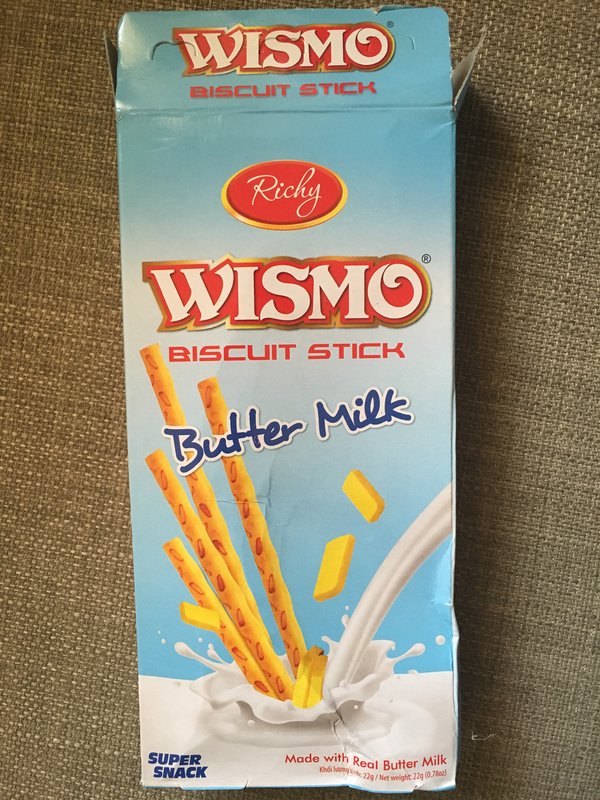 WISMO®
BISCUIT STICK
Richy
WISMO®
BISCUIT STICK
Butter Milk
SUPER
SNACK
Made with Real Butter Milk
Khối lượng 22g / Net weight: 22g (0.78oz)